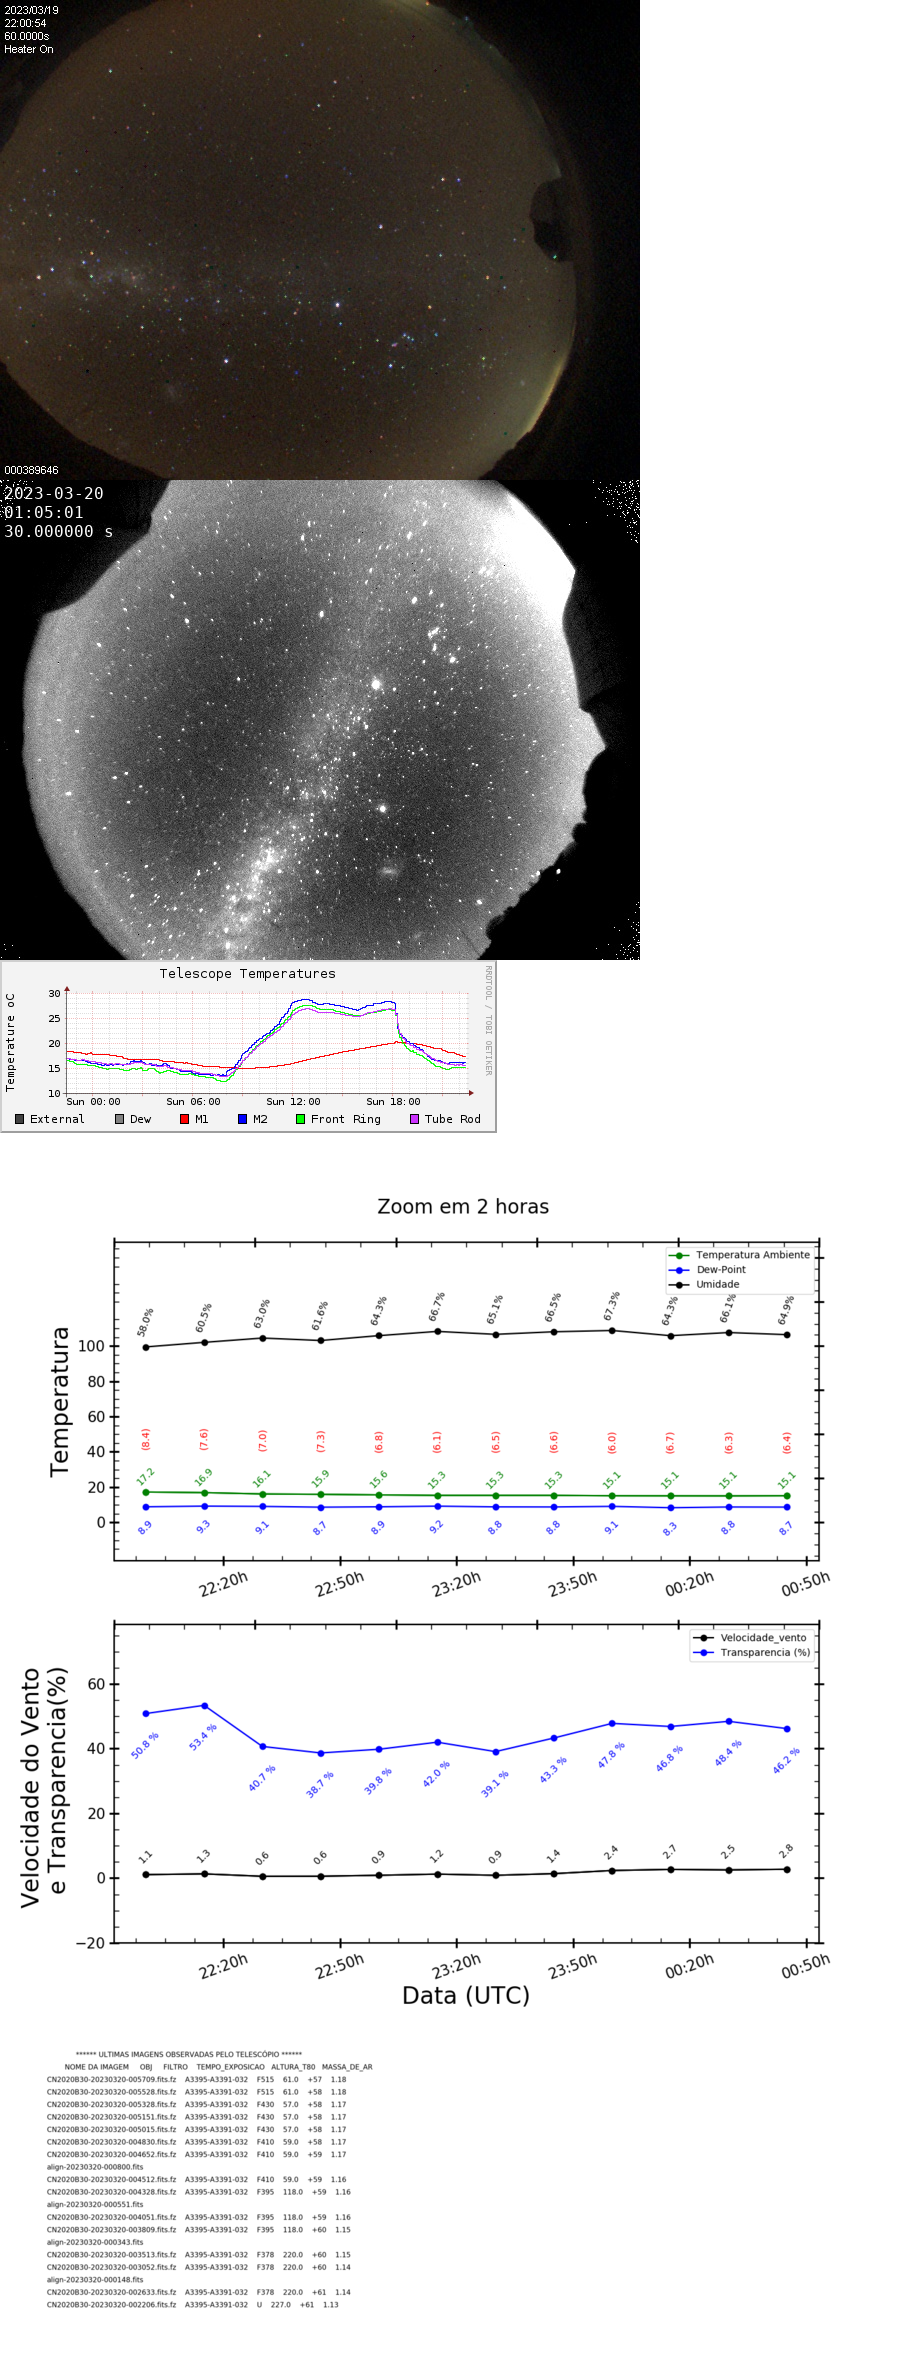 2023/03/19
22:00:54
60.0000s
Heater On
000389646
2023-03-20
01:05:01
30.000000 s
Telescope Temperatures
RRDTOOL / TOBI OETIKER
Temperature oC
30
25
20
15
10
Sun 00:00 Sun 06:00 Sun 12:00 Sun 18:00
External Dew M1 M2 Front Ring Tube Rod
Zoom em 2 horas
Temperatura Ambiente
Dew-Point
Umidade
Temperatura
100
80
60
40
20
0
58.0% 60.5% 63.0% 61.6% 64.3% 66.7% 65.1% 66.5% 67.3% 64.3% 66.1% 64.9%
(8.4) (7.6) (7.0) (7.3) (6.8) (6.1) (6.5) (6.6) (6.0) (6.7) (6.3) (6.4)
17.2 16.9 16.1 15.9 15.6 15.3 15.3 15.3 15.1 15.1 15.1 15.1
8.9 9.3 9.1 8.7 8.9 9.2 8.8 8.8 9.1 8.3 8.8 8.7
22:20h 22:50h 23:20h 23:50h 00:20h 00:50h
Velocidade_vento
Transparencia (%)
Velocidade do Vento
e Transparencia(%)
60
40
20
0
−20
50.8 % 53.4 % 40.7 % 38.7 % 39.8 % 42.0 % 39.1 % 43.3 % 47.8 % 46.8 % 48.4 % 46.2 %
1.1 1.3 0.6 0.6 0.9 1.2 0.9 1.4 2.4 2.7 2.5 2.8
22:20h 22:50h 23:20h 23:50h 00:20h 00:50h
Data (UTC)
****** ULTIMAS IMAGENS OBSERVADAS PELO TELESCÓPIO ******
NOME DA IMAGEM OBJ FILTRO TEMPO_EXPOSICAO ALTURA_T80 MASSA_DE_AR
CN2020B30-20230320-005709.fits.fz A3395-A3391-032 F515 61.0 +57 1.18
CN2020B30-20230320-005528.fits.fz A3395-A3391-032 F515 61.0 +58 1.18
CN2020B30-20230320-005328.fits.fz A3395-A3391-032 F430 57.0 +58 1.17
CN2020B30-20230320-005151.fits.fz A3395-A3391-032 F430 57.0 +58 1.17
CN2020B30-20230320-005015.fits.fz A3395-A3391-032 F430 57.0 +58 1.17
CN2020B30-20230320-004830.fits.fz A3395-A3391-032 F410 59.0 +58 1.17
CN2020B30-20230320-004652.fits.fz A3395-A3391-032 F410 59.0 +59 1.17
align-20230320-000800.fits
CN2020B30-20230320-004512.fits.fz A3395-A3391-032 F410 59.0 +59 1.16
CN2020B30-20230320-004328.fits.fz A3395-A3391-032 F395 118.0 +59 1.16
align-20230320-000551.fits
CN2020B30-20230320-004051.fits.fz A3395-A3391-032 F395 118.0 +59 1.16
CN2020B30-20230320-003809.fits.fz A3395-A3391-032 F395 118.0 +60 1.15
align-20230320-000343.fits
CN2020B30-20230320-003513.fits.fz A3395-A3391-032 F378 220.0 +60 1.15
CN2020B30-20230320-003052.fits.fz A3395-A3391-032 F378 220.0 +60 1.14
align-20230320-000148.fits
CN2020B30-20230320-002633.fits.fz A3395-A3391-032 F378 220.0 +61 1.14
CN2020B30-20230320-002206.fits.fz A3395-A3391-032 U 227.0 +61 1.13